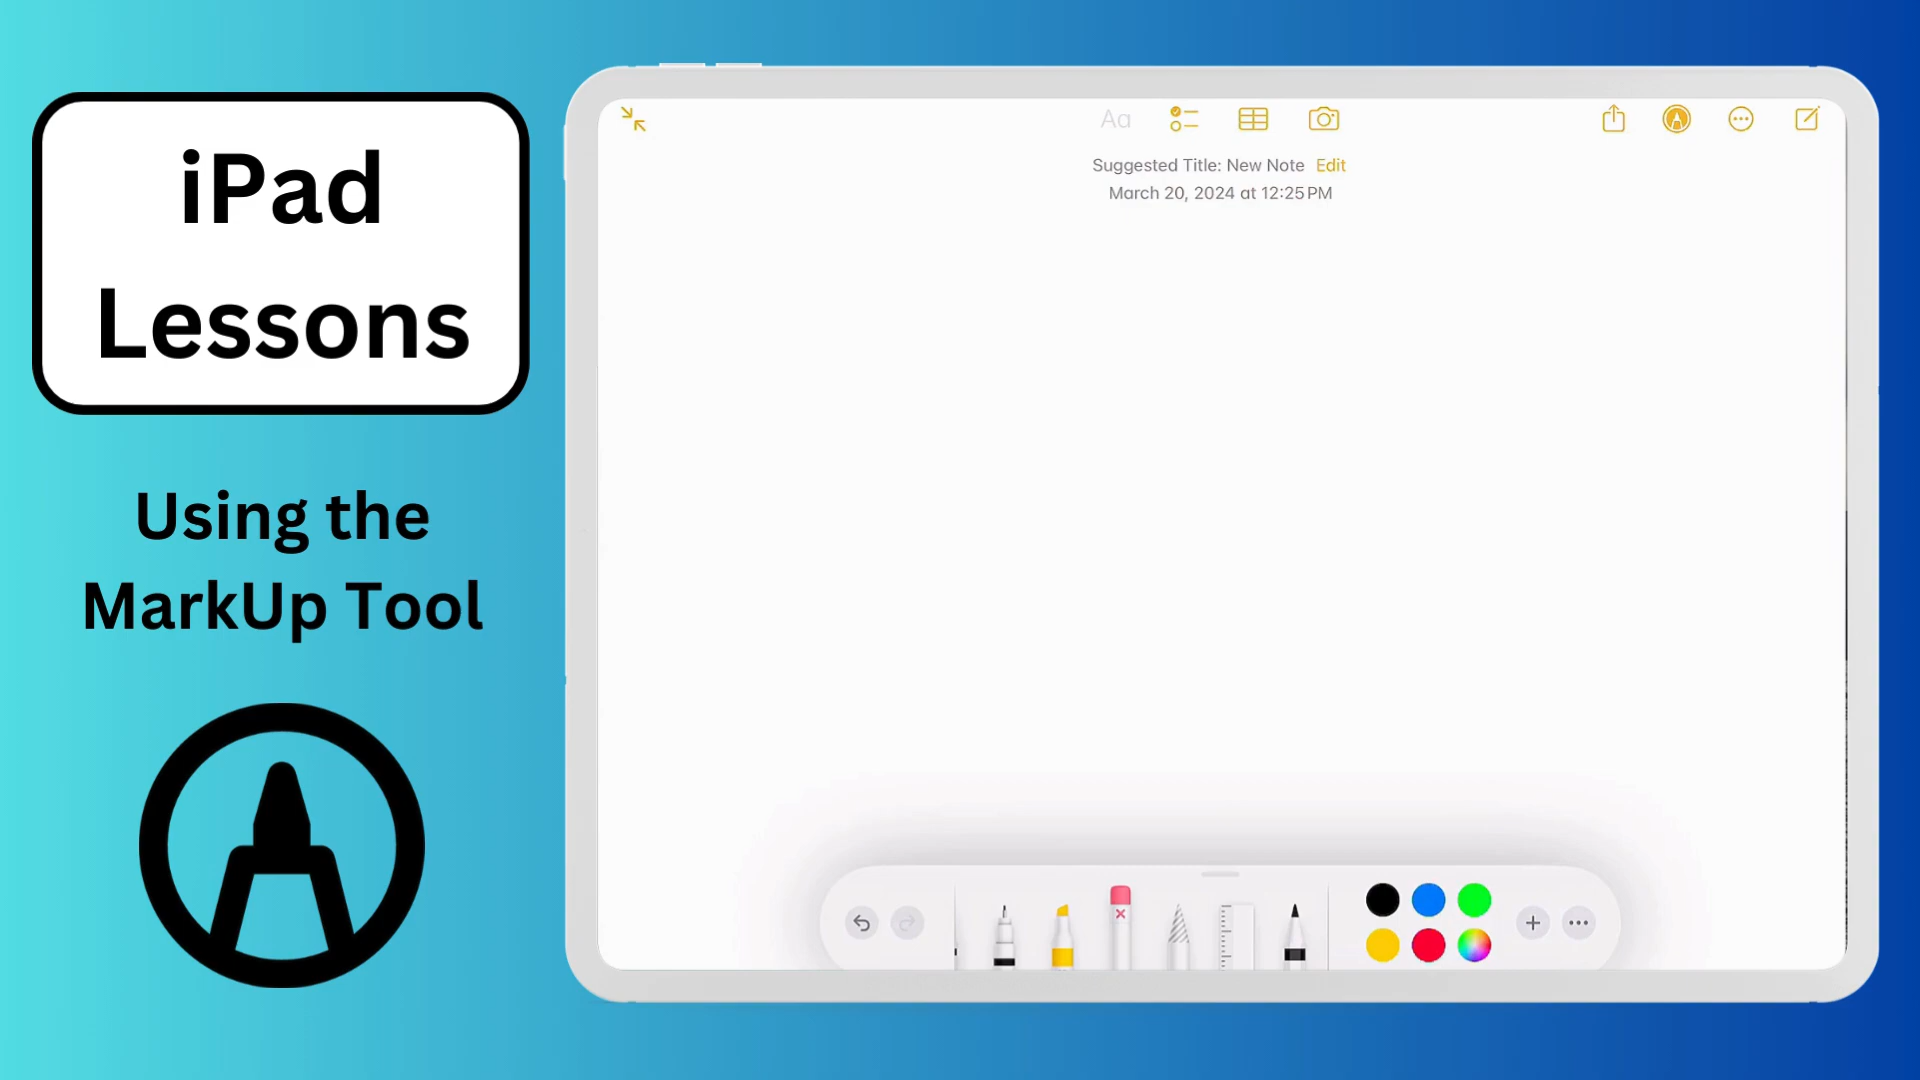 iPad
Lessons
Using the
MarkUp Tool
Aa
Suggested Title: New Note Edit
March 20, 2024 at 12:25 PM